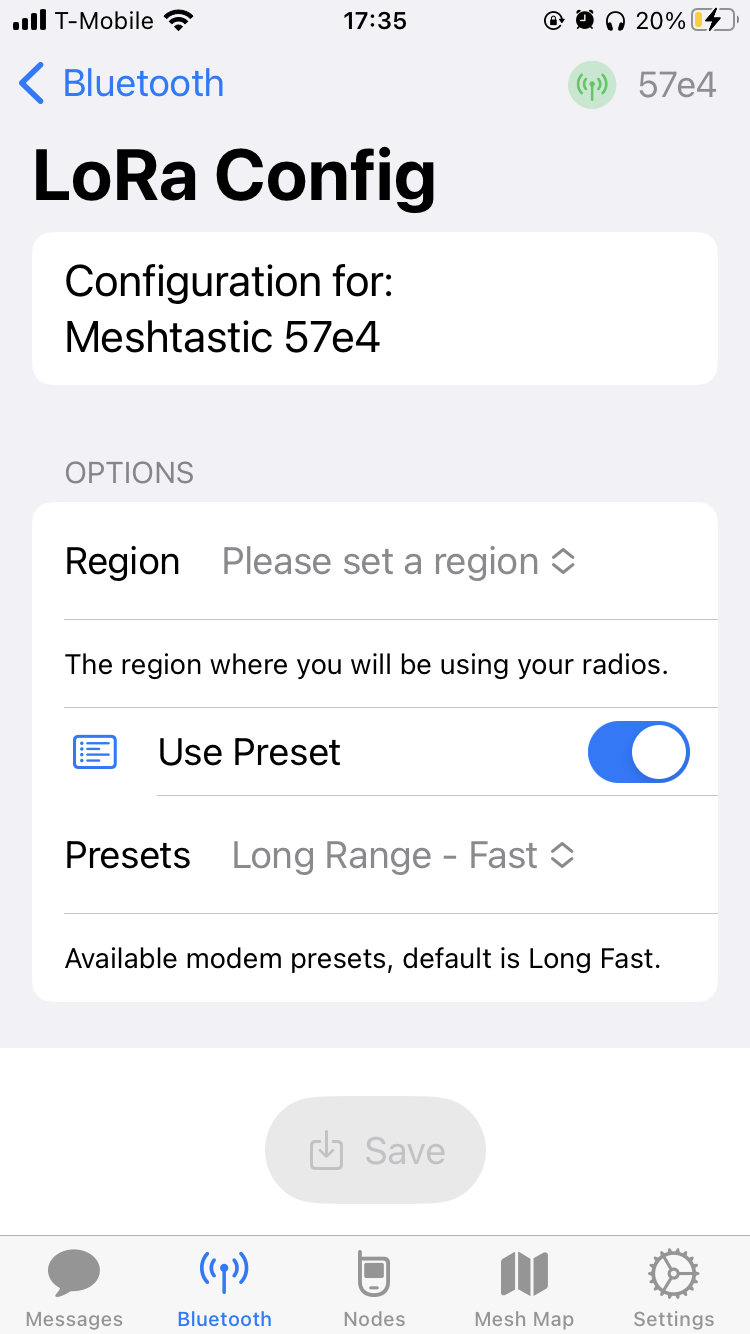 T-Mobile 17:35 20%
Bluetooth 57e4
LoRa Config
Configuration for:
Meshtastic 57e4
OPTIONS
Region Please set a region
The region where you will be using your radios.
Use Preset
Presets Long Range - Fast
Available modem presets, default is Long Fast.
Save
Messages Bluetooth Nodes Mesh Map Settings